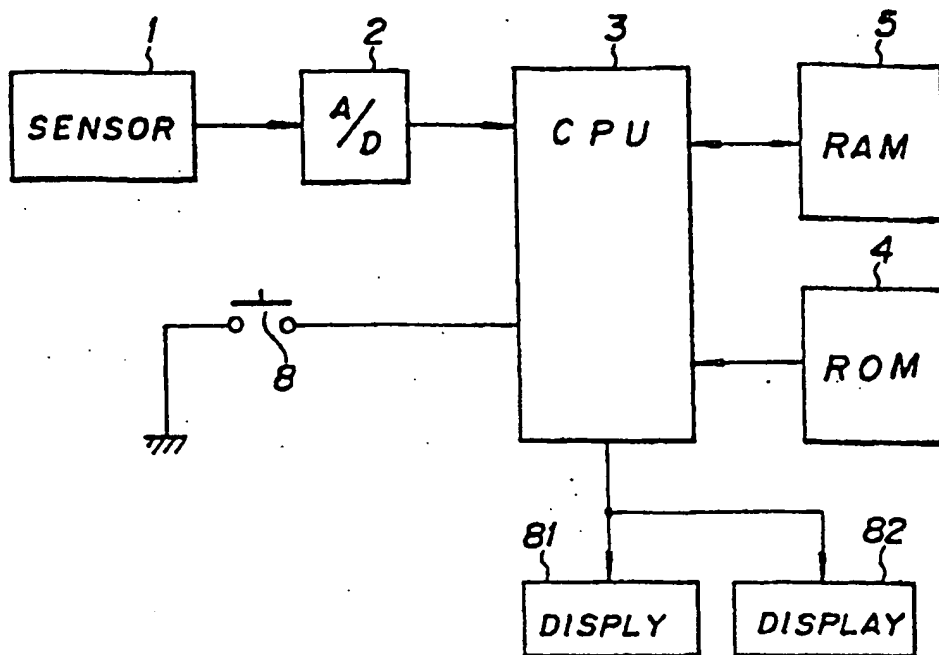 1
2
3
5
SENSOR
A/D
CPU
RAM
4
8
ROM
81
82
DISPLY
DISPLAY